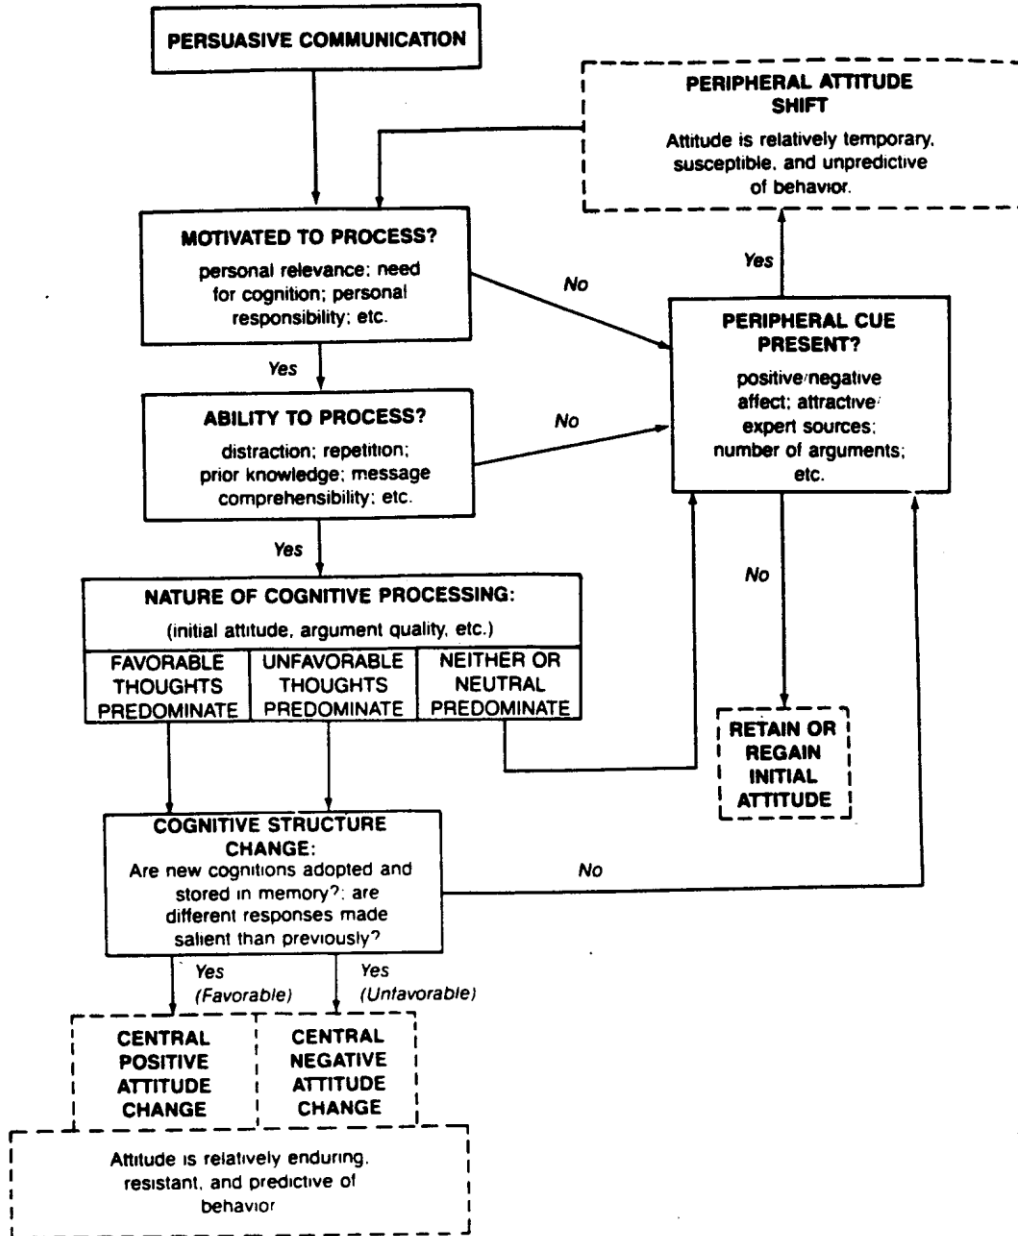 PERSUASIVE COMMUNICATION
PERIPHERAL ATTITUDE
SHIFT
Attitude is relatively temporary,
susceptible, and unpredictive
of behavior.
MOTIVATED TO PROCESS?
personal relevance; need
for cognition; personal
responsibility; etc.
No
Yes
PERIPHERAL CUE
PRESENT?
positive/negative
affect; attractive/
expert sources;
number of arguments;
etc.
Yes
ABILITY TO PROCESS?
distraction; repetition;
prior knowledge; message
comprehensibility; etc.
No
Yes
No
NATURE OF COGNITIVE PROCESSING:
(initial attitude, argument quality, etc.)
FAVORABLE
THOUGHTS
PREDOMINATE
UNFAVORABLE
THOUGHTS
PREDOMINATE
NEITHER OR
NEUTRAL
PREDOMINATE
RETAIN OR
REGAIN
INITIAL
ATTITUDE
COGNITIVE STRUCTURE
CHANGE:
Are new cognitions adopted and
stored in memory?; are
different responses made
salient than previously?
No
Yes
(Favorable)
Yes
(Unfavorable)
CENTRAL
POSITIVE
ATTITUDE
CHANGE
CENTRAL
NEGATIVE
ATTITUDE
CHANGE
Attitude is relatively enduring,
resistant, and predictive of
behavior